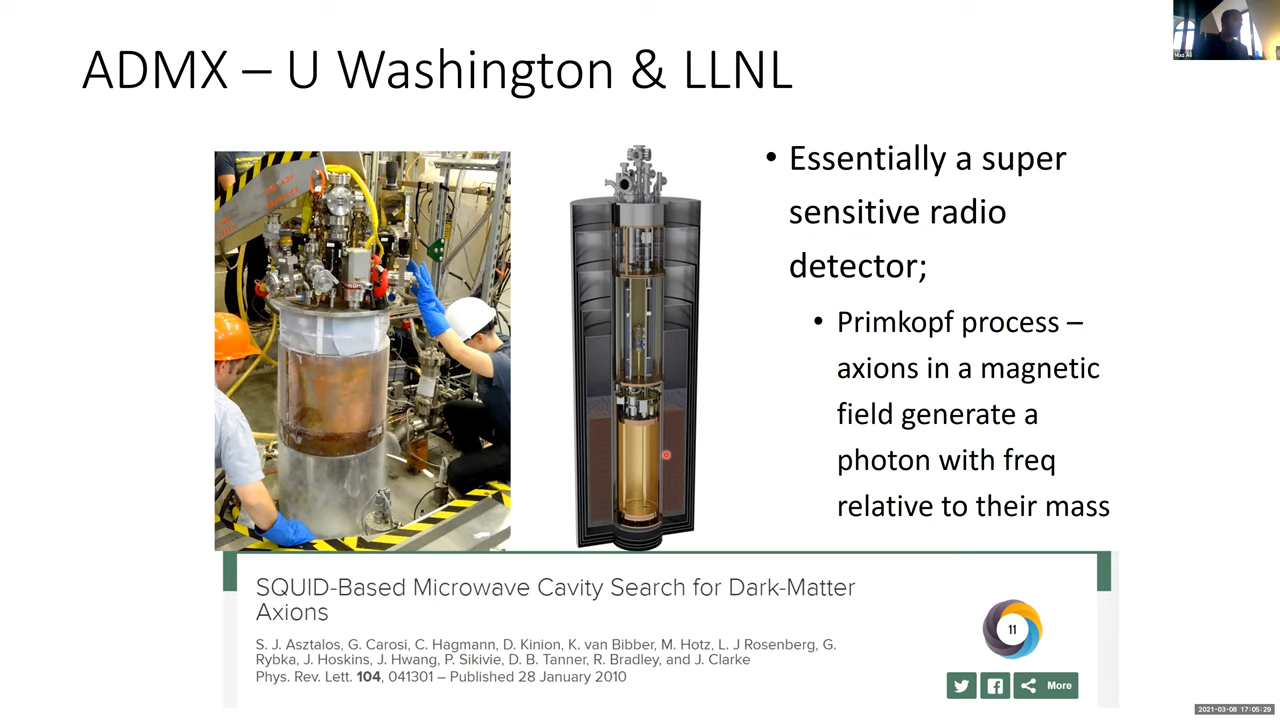 ADMX – U Washington & LLNL
Maz Ali
• Essentially a super
sensitive radio
detector;
• Primkopf process –
axions in a magnetic
field generate a
photon with freq
relative to their mass
SQUID-Based Microwave Cavity Search for Dark-Matter
Axions
S. J. Asztalos, G. Carosi, C. Hagmann, D. Kinion, K. van Bibber, M. Hotz, L. J Rosenberg, G.
Rybka, J. Hoskins, J. Hwang, P. Sikivie, D. B. Tanner, R. Bradley, and J. Clarke
Phys. Rev. Lett. 104, 041301 – Published 28 January 2010
11
More
2021-03-08 17:05:29